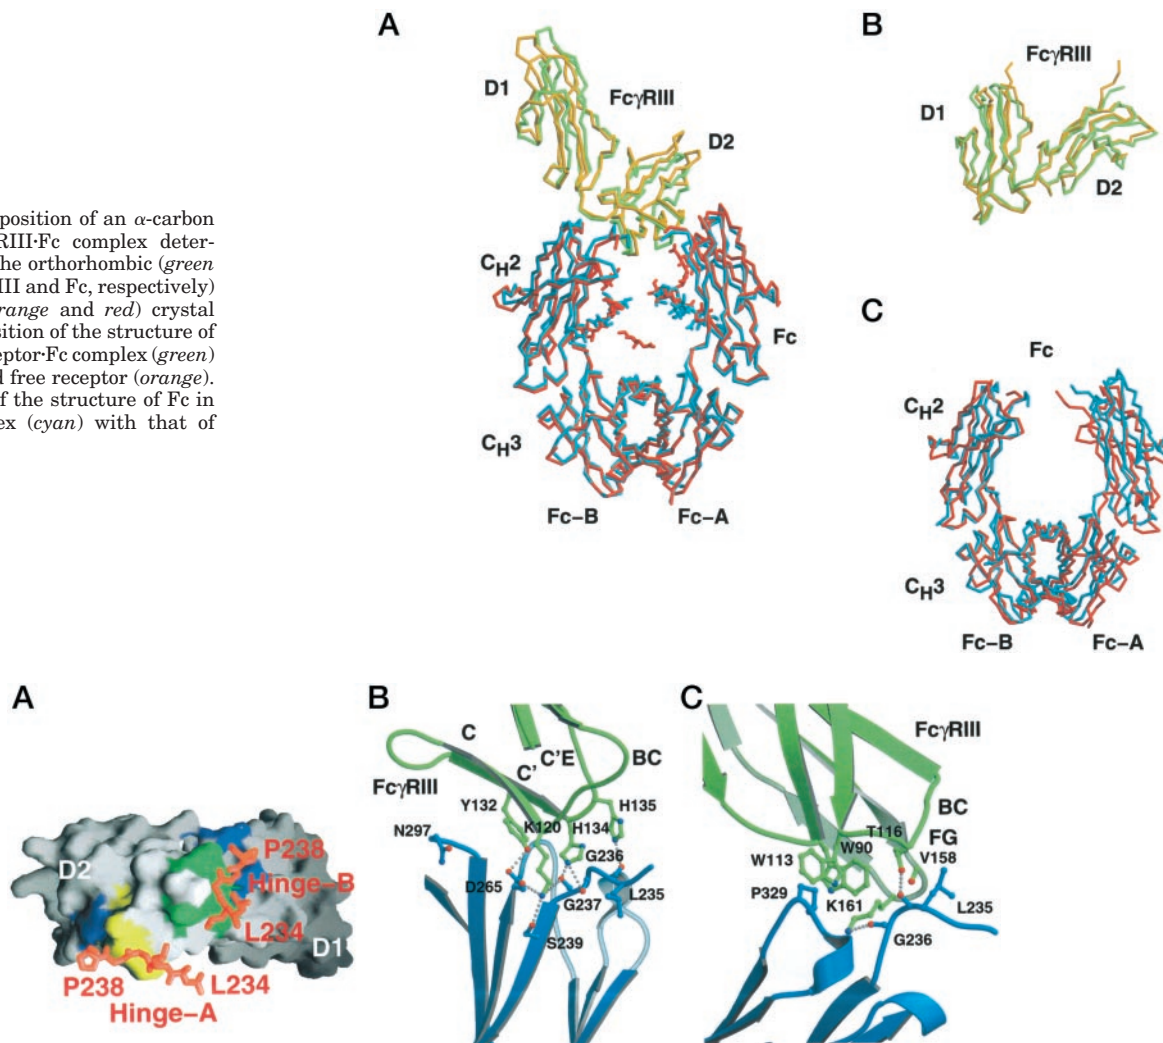 position of an α-carbon
RIII·Fc complex deter-
he orthorhombic (green
III and Fc, respectively)
range and red) crystal
sition of the structure of
eptor·Fc complex (green)
d free receptor (orange).
f the structure of Fc in
ex (cyan) with that of
A
D1
FcγRIII
D2
CH2
Fc
CH3
Fc–B
Fc–A
B
FcγRIII
D1
D2
C
Fc
CH2
CH3
Fc–B
Fc–A
A
D2
P238
Hinge–B
L234
D1
P238
L234
Hinge–A
B
C
C'E
BC
C'
FcγRIII
Y132
H135
K120
H134
N297
G236
D265
G237
L235
S239
C
FcγRIII
BC
T116
FG
W90
V158
W113
P329
K161
L235
G236